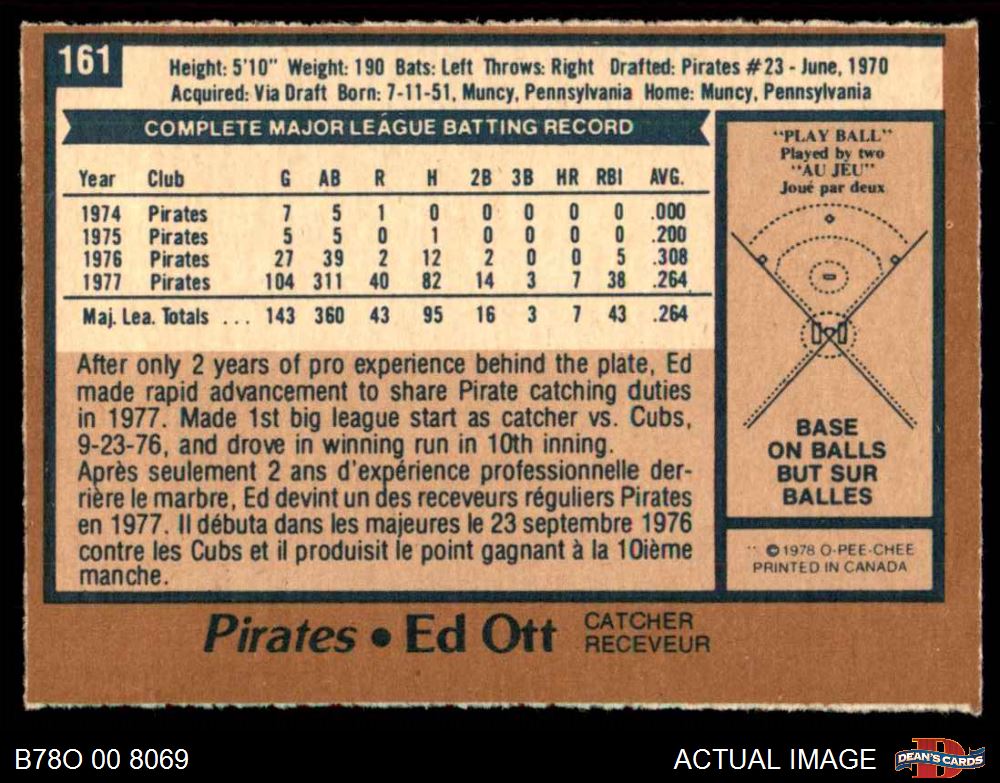 161
Height: 5'10" Weight: 190 Bats: Left Throws: Right Drafted: Pirates #23 - June, 1970
Acquired: Via Draft Born: 7-11-51, Muncy, Pennsylvania Home: Muncy, Pennsylvania
COMPLETE MAJOR LEAGUE BATTING RECORD
Year Club G AB R H 2B 3B HR RBI AVG.
1974 Pirates 7 5 1 0 0 0 0 0 .000
1975 Pirates 5 5 0 1 0 0 0 0 .200
1976 Pirates 27 39 2 12 2 0 0 5 .308
1977 Pirates 104 311 40 82 14 3 7 38 .264
Maj. Lea. Totals ... 143 360 43 95 16 3 7 43 .264
After only 2 years of pro experience behind the plate, Ed
made rapid advancement to share Pirate catching duties
in 1977. Made 1st big league start as catcher vs. Cubs,
9-23-76, and drove in winning run in 10th inning.
Après seulement 2 ans d'expérience professionnelle der-
rière le marbre, Ed devint un des receveurs réguliers Pirates
en 1977. Il débuta dans les majeures le 23 septembre 1976
contre les Cubs et il produisit le point gagnant à la 10ième
manche.
"PLAY BALL"
Played by two
"AU JEU"
Joué par deux
BASE
ON BALLS
BUT SUR
BALLES
©1978 O-PEE-CHEE
PRINTED IN CANADA
Pirates • Ed Ott CATCHER
RECEVEUR
B78O 00 8069
ACTUAL IMAGE
D
DEAN'S CARDS